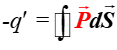 -q' = ∯ P⃗dS⃗